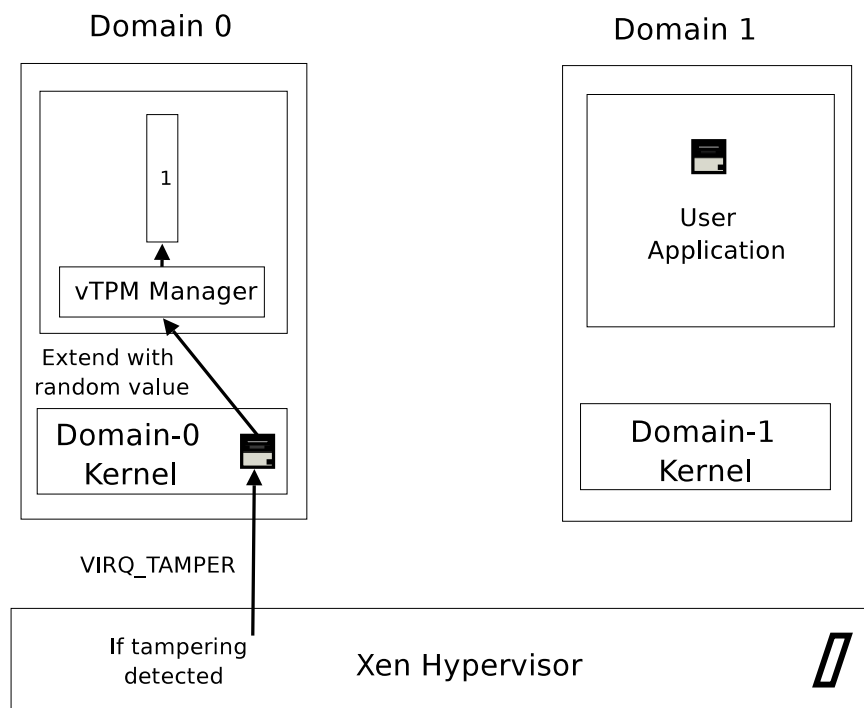 Domain 0
1
vTPM Manager
Extend with
random value
Domain-0
Kernel
VIRQ_TAMPER
Domain 1
User
Application
Domain-1
Kernel
If tampering
detected
Xen Hypervisor